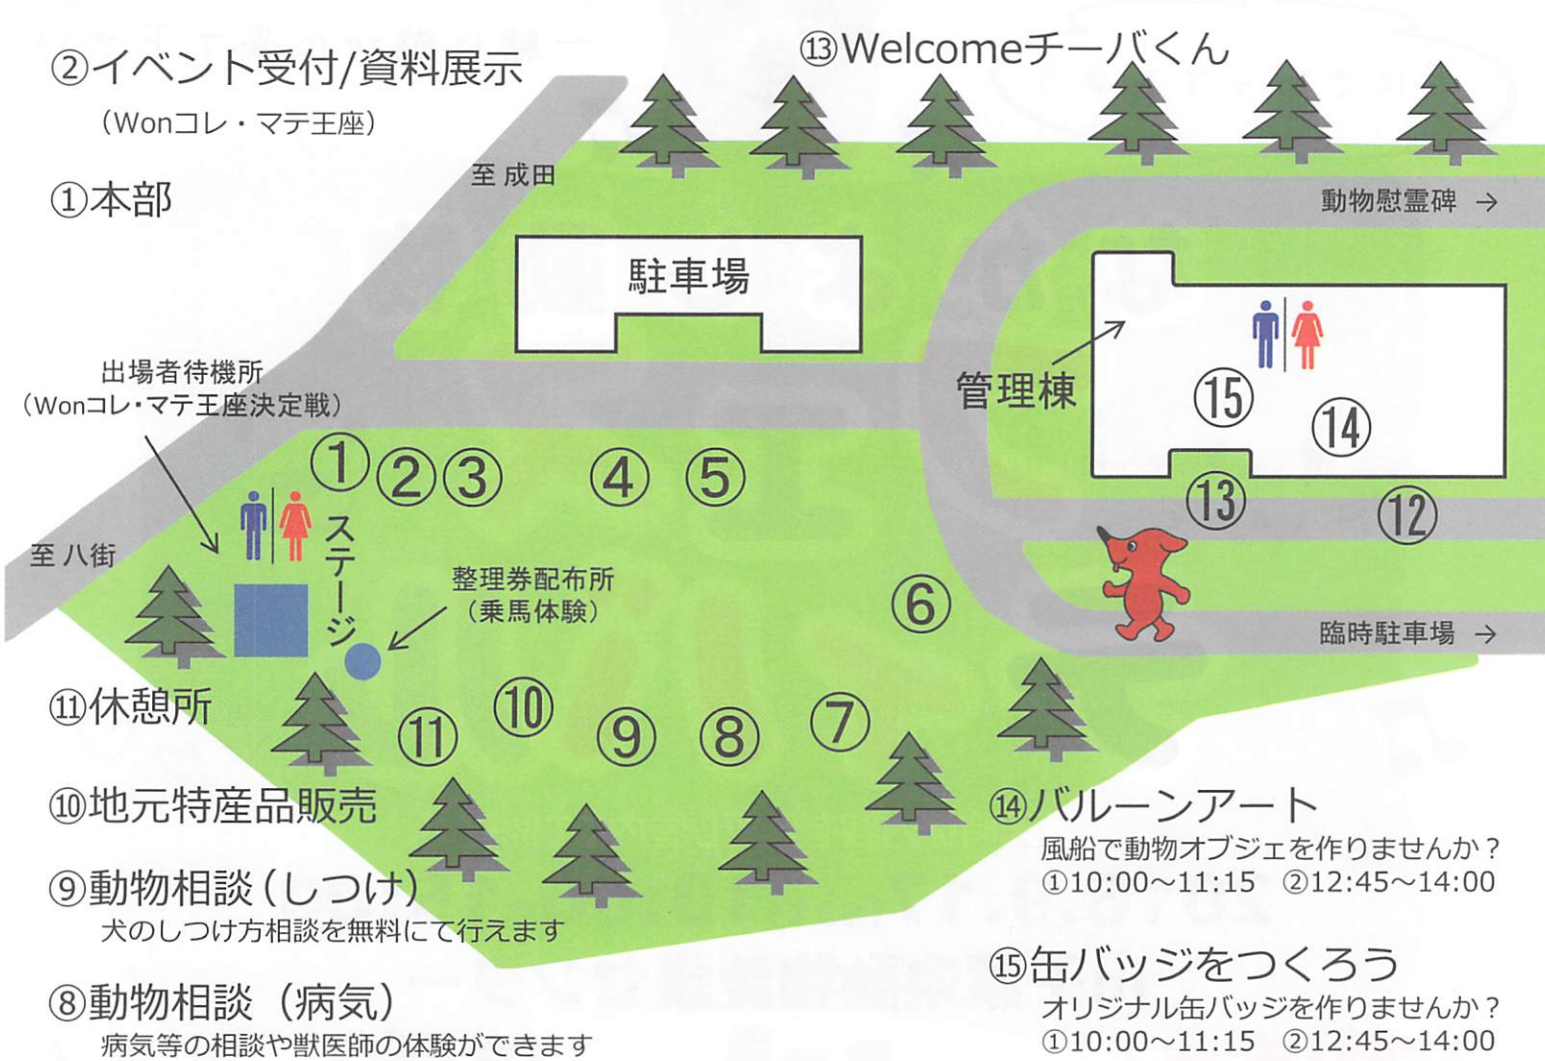 ②イベント受付/資料展示
（Wonコレ・マテ王座）
①本部
⑬Welcomeチーバくん
至 成田
動物慰霊碑 →
駐車場
管理棟
⑮
⑭
⑬
⑫
出場者待機所
（Wonコレ・マテ王座決定戦）
① ② ③ ④ ⑤
至 八街
ステージ
整理券配布所
（乗馬体験）
⑥
臨時駐車場 →
⑪ ⑩ ⑨ ⑧ ⑦
⑪休憩所
⑩地元特産品販売
⑨動物相談（しつけ）
犬のしつけ方相談を無料にて行えます
⑧動物相談（病気）
病気等の相談や獣医師の体験ができます
⑭バルーンアート
風船で動物オブジェを作りませんか？
①10:00～11:15 ②12:45～14:00
⑮缶バッジをつくろう
オリジナル缶バッジを作りませんか？
①10:00～11:15 ②12:45～14:00